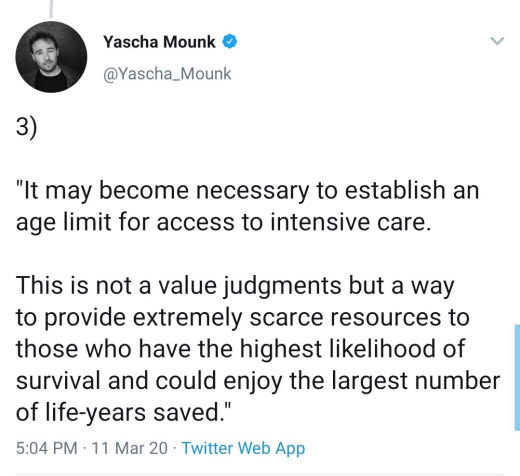 Yascha Mounk
@Yascha_Mounk
3)
"It may become necessary to establish an
age limit for access to intensive care.
This is not a value judgments but a way
to provide extremely scarce resources to
those who have the highest likelihood of
survival and could enjoy the largest number
of life-years saved."
5:04 PM · 11 Mar 20 · Twitter Web App